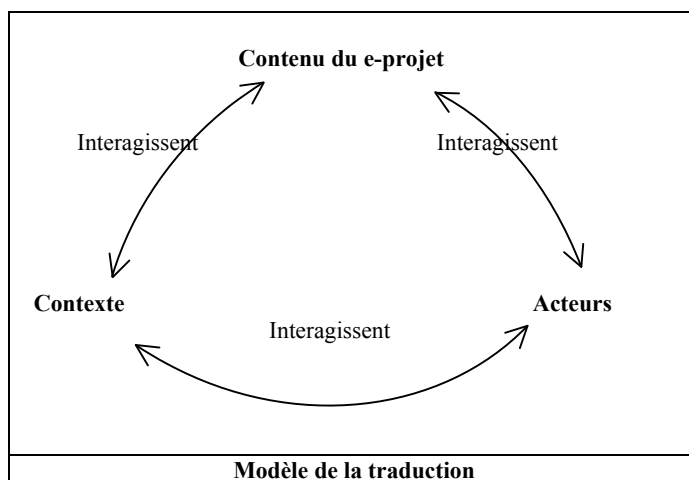 Contenu du e-projet
Interagissent
Interagissent
Contexte
Acteurs
Interagissent
Modèle de la traduction